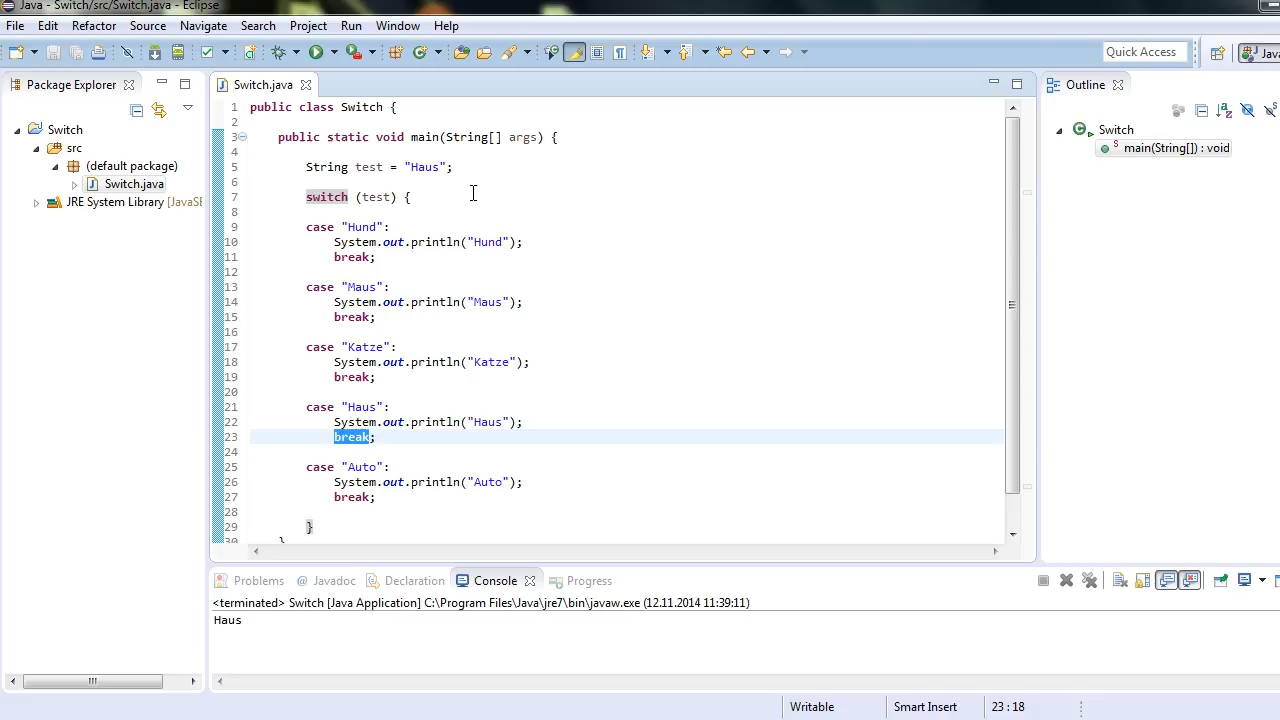 Java - Switch/src/Switch.java - Eclipse
File Edit Refactor Source Navigate Search Project Run Window Help
Quick Access
Package Explorer
Switch.java
Outline
Switch
src
(default package)
Switch.java
JRE System Library [JavaSE
1 public class Switch {
2
3 public static void main(String[] args) {
4
5 String test = "Haus";
6
7 switch (test) {
8
9 case "Hund":
10 System.out.println("Hund");
11 break;
12
13 case "Maus":
14 System.out.println("Maus");
15 break;
16
17 case "Katze":
18 System.out.println("Katze");
19 break;
20
21 case "Haus":
22 System.out.println("Haus");
23 break;
24
25 case "Auto":
26 System.out.println("Auto");
27 break;
28
29 }
30 }
Switch
main(String[]) : void
Problems @ Javadoc Declaration Console Progress
<terminated> Switch [Java Application] C:\Program Files\Java\jre7\bin\javaw.exe (12.11.2014 11:39:11)
Haus
Writable Smart Insert 23 : 18